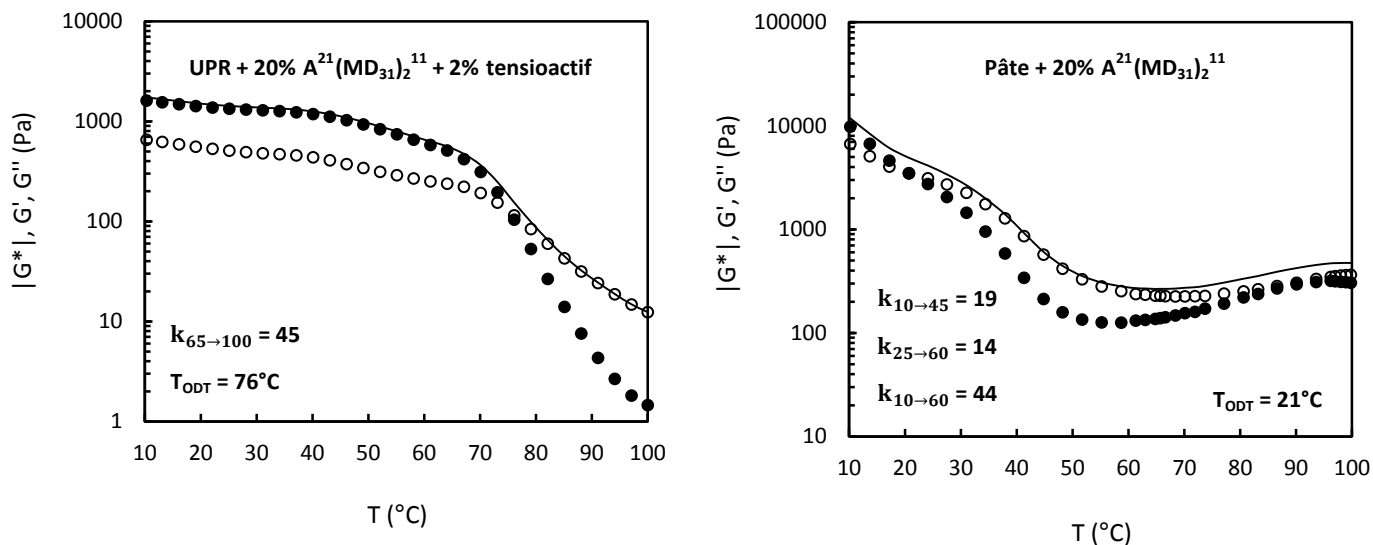 |G*|, G', G'' (Pa)
10000
1000
100
10
1
UPR + 20% A²¹(MD₃₁)₂¹¹ + 2% tensioactif
k₆₅→₁₀₀ = 45
T_ODT = 76°C
10 20 30 40 50 60 70 80 90 100
T (°C)
|G*|, G', G'' (Pa)
100000
10000
1000
100
10
Pâte + 20% A²¹(MD₃₁)₂¹¹
k₁₀→₄₅ = 19
k₂₅→₆₀ = 14
k₁₀→₆₀ = 44
T_ODT = 21°C
10 20 30 40 50 60 70 80 90 100
T (°C)